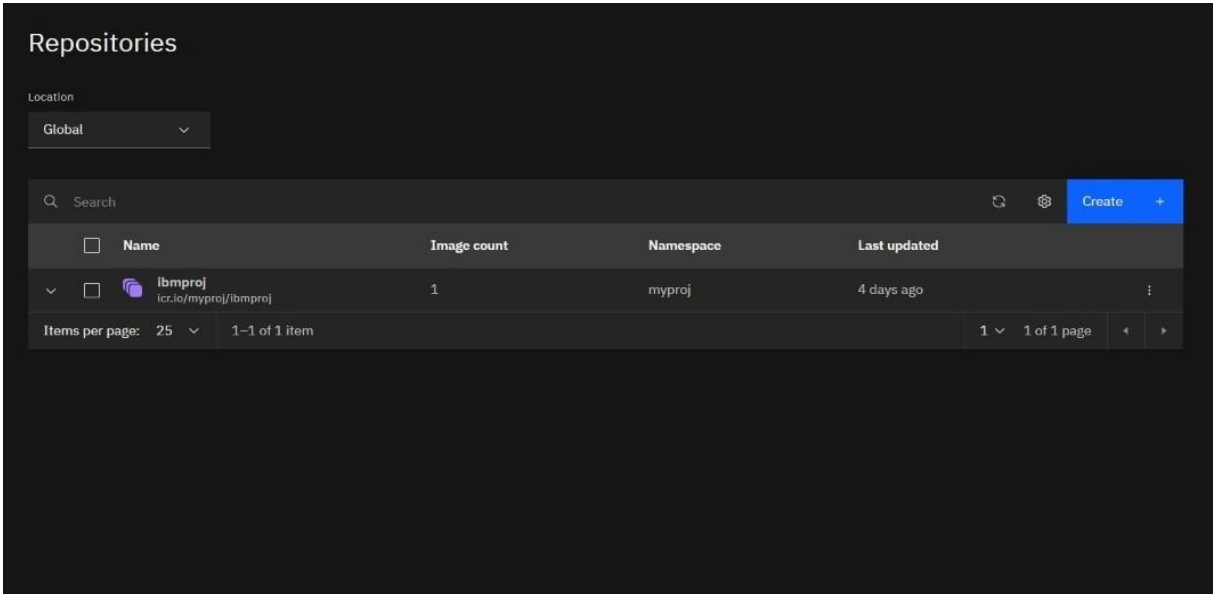 Repositories
Location
Global
Search
Create +
Name Image count Namespace Last updated
ibmproj
icr.io/myproj/ibmproj
1 myproj 4 days ago
Items per page: 25 1–1 of 1 item 1 1 of 1 page